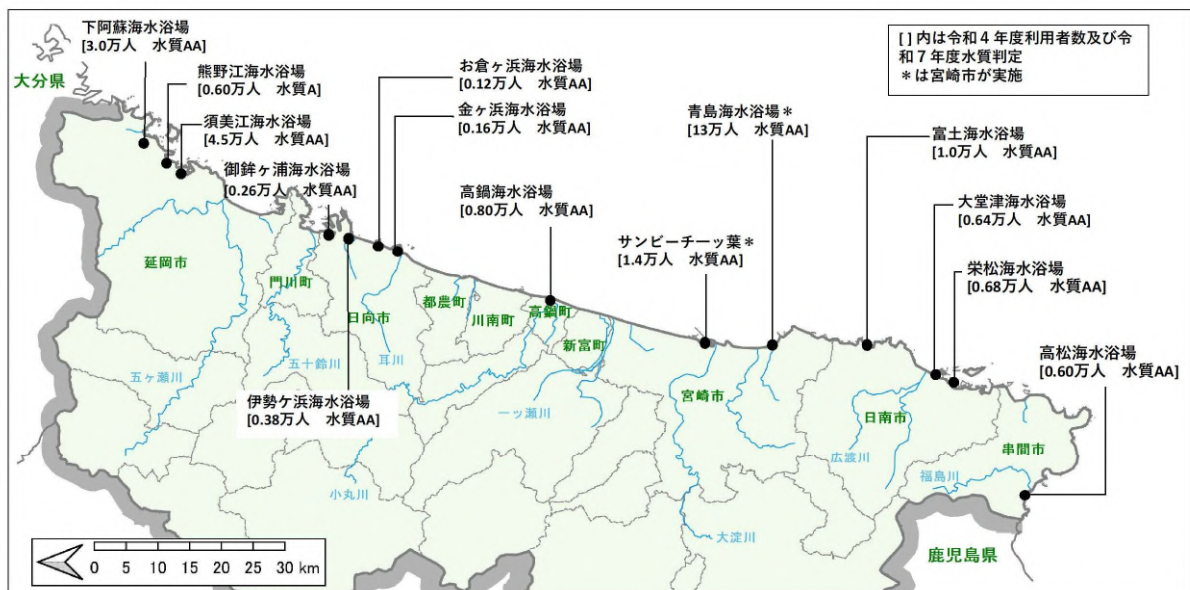 下阿蘇海水浴場
[3.0万人 水質AA]
大分県
熊野江海水浴場
[0.60万人 水質A]
須美江海水浴場
[4.5万人 水質AA]
御鉾ヶ浦海水浴場
[0.26万人 水質AA]
お倉ヶ浜海水浴場
[0.12万人 水質AA]
金ヶ浜海水浴場
[0.16万人 水質AA]
高鍋海水浴場
[0.80万人 水質AA]
青島海水浴場＊
[13万人 水質AA]
サンビーチ一ッ葉＊
[1.4万人 水質AA]
[ ] 内は令和４年度利用者数及び令
和７年度水質判定
＊は宮崎市が実施
富土海水浴場
[1.0万人 水質AA]
大堂津海水浴場
[0.64万人 水質AA]
栄松海水浴場
[0.68万人 水質AA]
高松海水浴場
[0.60万人 水質AA]
延岡市
門川町
日向市
都農町
川南町
高鍋町
新富町
宮崎市
日南市
串間市
五ヶ瀬川
五十鈴川
耳川
伊勢ケ浜海水浴場
[0.38万人 水質AA]
小丸川
一ッ瀬川
大淀川
広渡川
福島川
鹿児島県
0 5 10 15 20 25 30 km